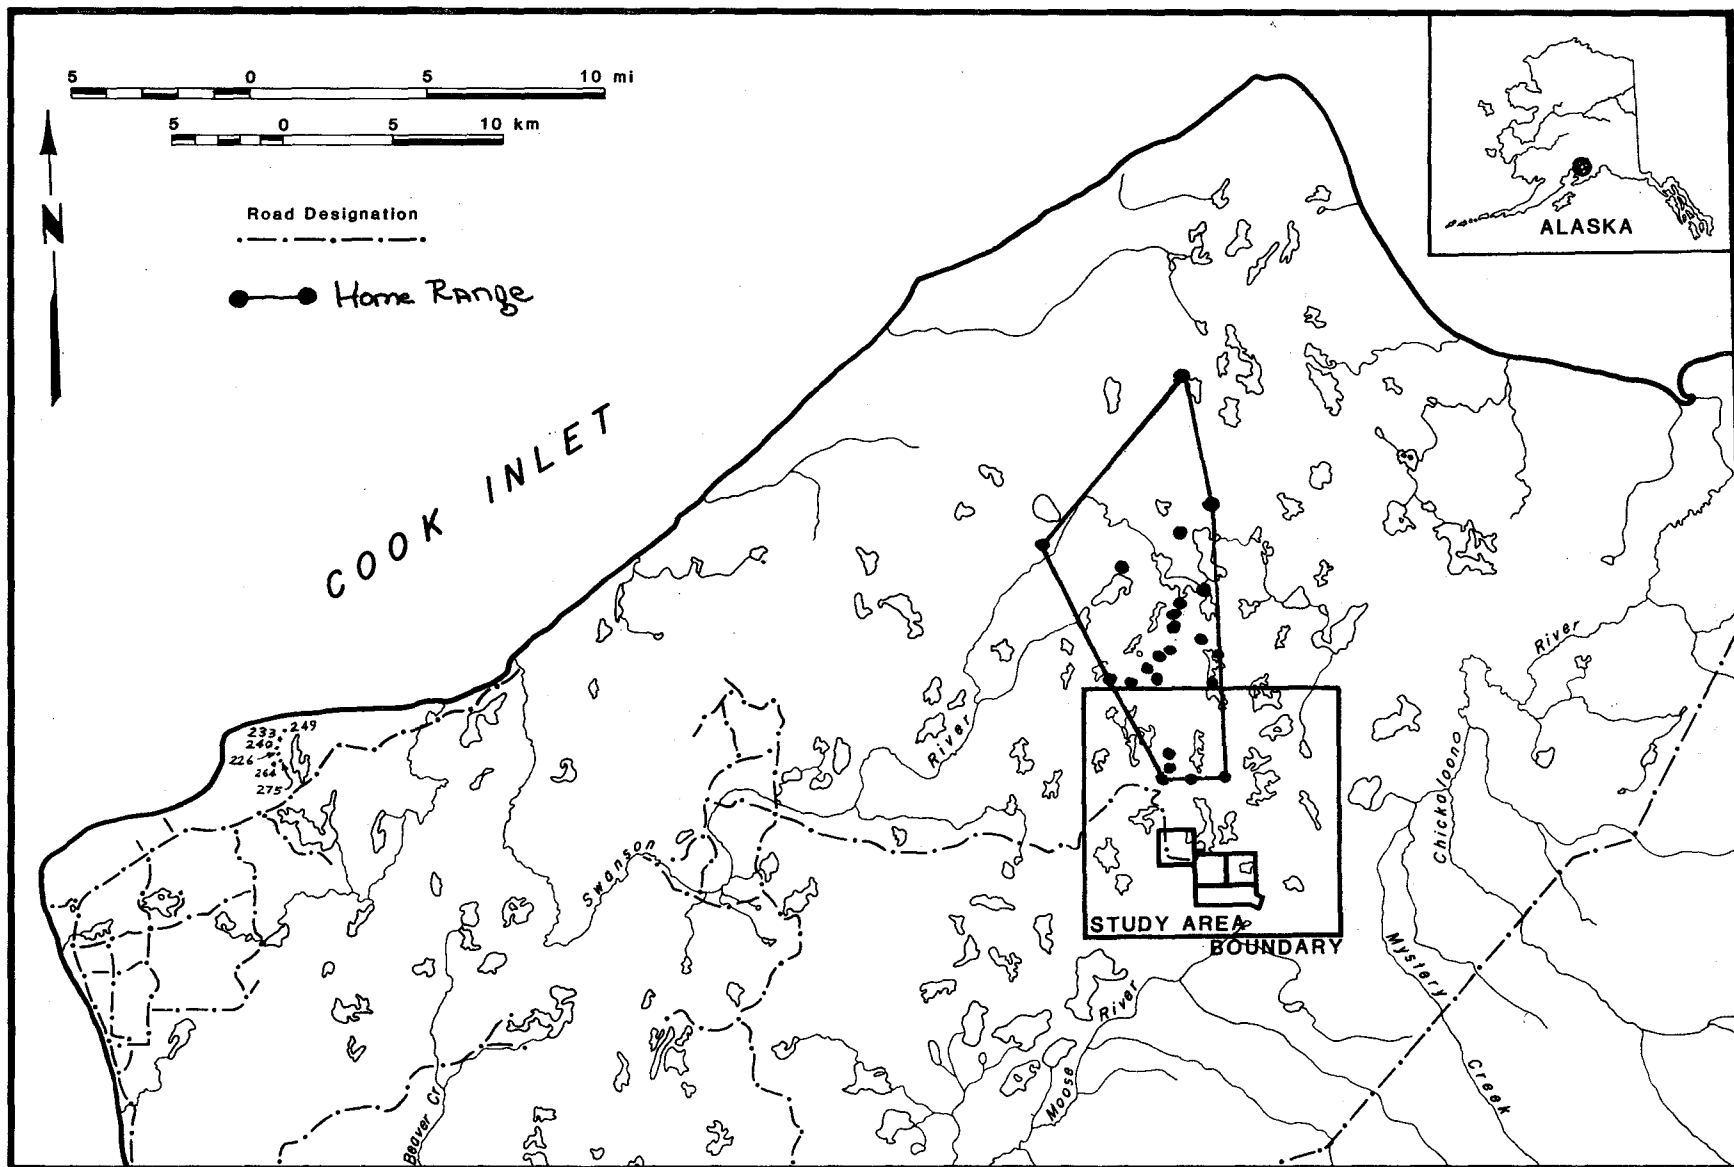 5 0 5 10 mi
5 0 5 10 km
N
Road Designation
Home Range
ALASKA
COOK INLET
River
233 249
240
226
264
275
River
Chickaloono
Swanson
STUDY AREA
BOUNDARY
Mystery
River
Creek
Moose
Beaver Cr